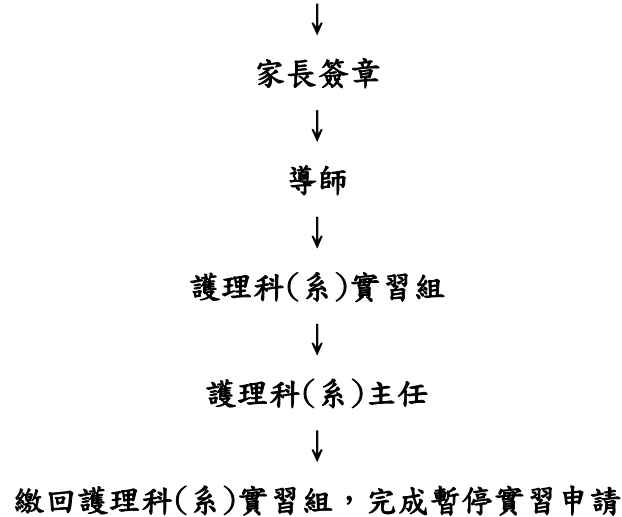 ↓
家長簽章
↓
導師
↓
護理科(系)實習組
↓
護理科(系)主任
↓
繳回護理科(系)實習組，完成暫停實習申請